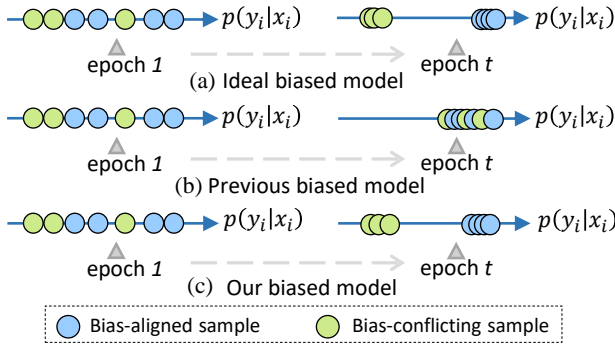 p(y_i|x_i) p(y_i|x_i)
epoch 1 epoch t
(a) Ideal biased model
p(y_i|x_i) p(y_i|x_i)
epoch 1 epoch t
(b) Previous biased model
p(y_i|x_i) p(y_i|x_i)
epoch 1 epoch t
(c) Our biased model
Bias-aligned sample Bias-conflicting sample